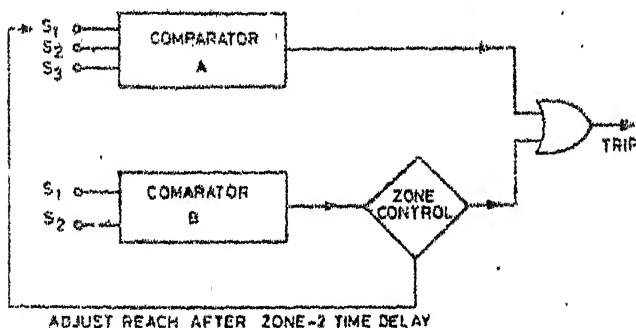 S1
S2
S3
COMPARATOR
A
TRIP
S1
S2
COMARATOR
B
ZONE
CONTROL
ADJUST REACH AFTER ZONE-2 TIME DELAY